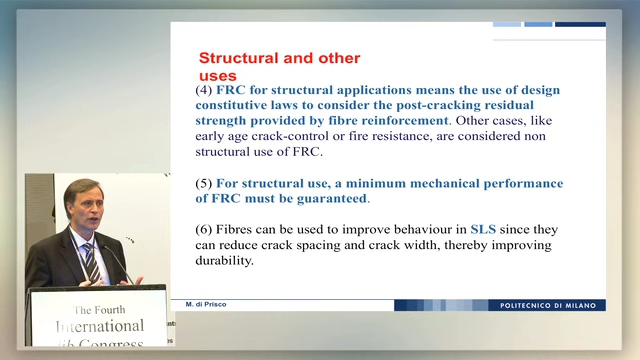 Structural and other
uses
(4) FRC for structural applications means the use of design
constitutive laws to consider the post-cracking residual
strength provided by fibre reinforcement. Other cases, like
early age crack-control or fire resistance, are considered non
structural use of FRC.
(5) For structural use, a minimum mechanical performance
of FRC must be guaranteed.
(6) Fibres can be used to improve behaviour in SLS since they
can reduce crack spacing and crack width, thereby improving
durability.
M. di Prisco
POLITECNICO DI MILANO
The Fourth
International
fib Congress